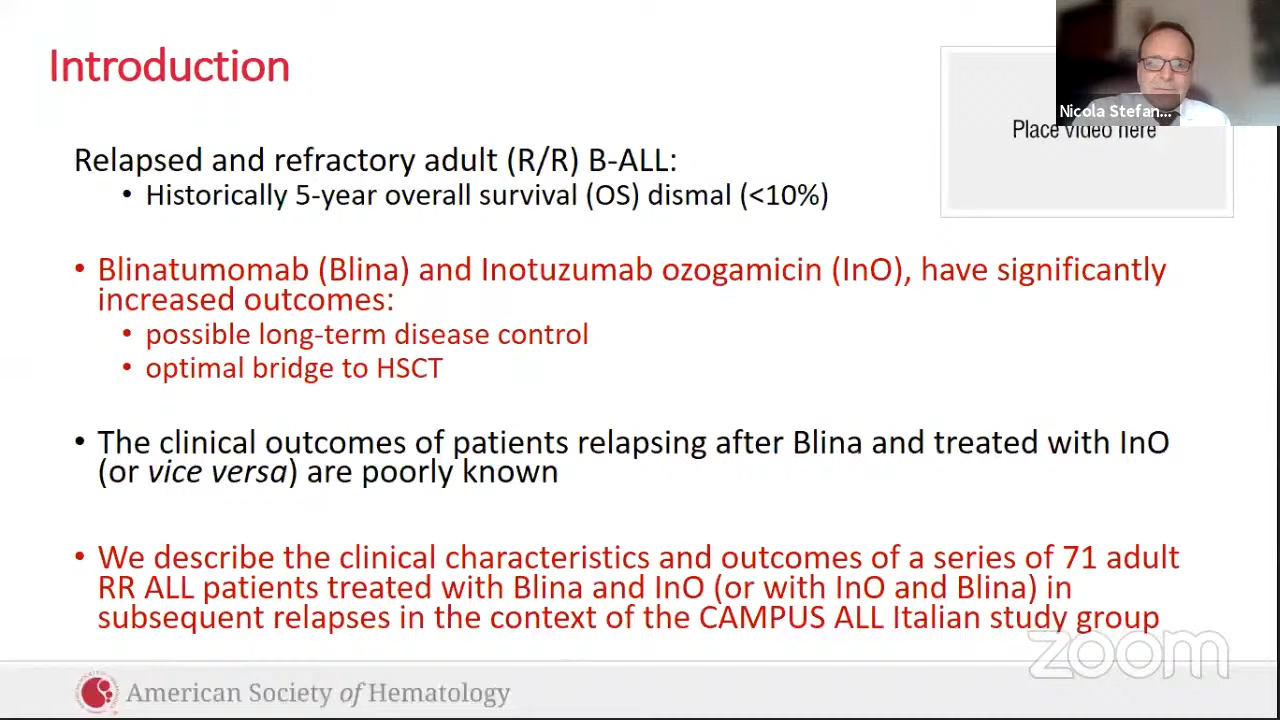 Introduction
Nicola Stefan...
Place video here
Relapsed and refractory adult (R/R) B-ALL:
• Historically 5-year overall survival (OS) dismal (<10%)
• Blinatumomab (Blina) and Inotuzumab ozogamicin (InO), have significantly
increased outcomes:
• possible long-term disease control
• optimal bridge to HSCT
• The clinical outcomes of patients relapsing after Blina and treated with InO
(or vice versa) are poorly known
• We describe the clinical characteristics and outcomes of a series of 71 adult
RR ALL patients treated with Blina and InO (or with InO and Blina) in
subsequent relapses in the context of the CAMPUS ALL Italian study group
zoom
American Society of Hematology